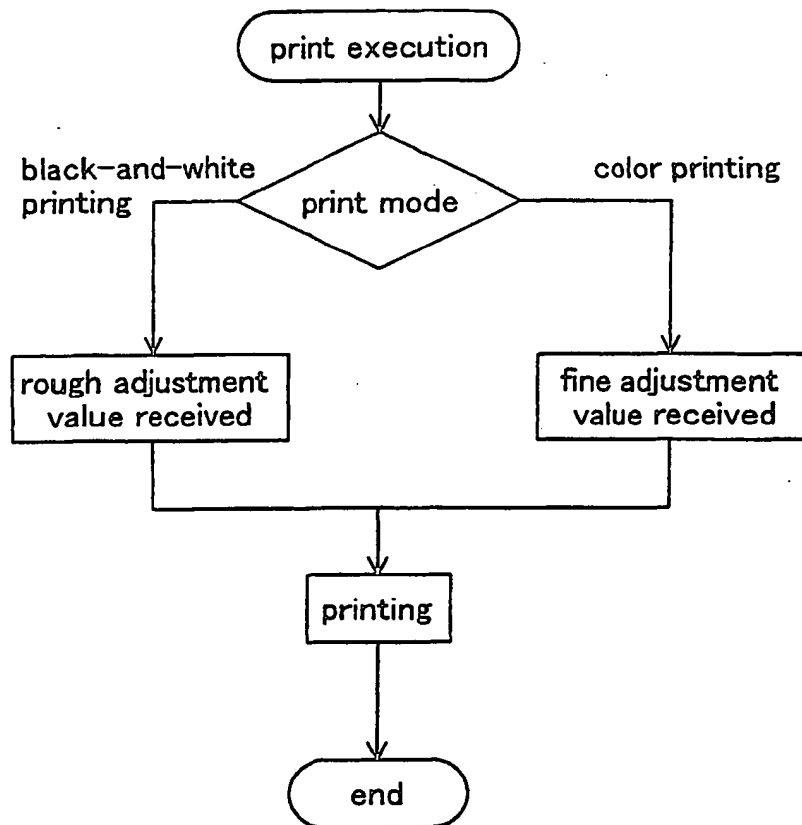 print execution
black-and-white
printing
color printing
print mode
rough adjustment
value received
fine adjustment
value received
printing
end